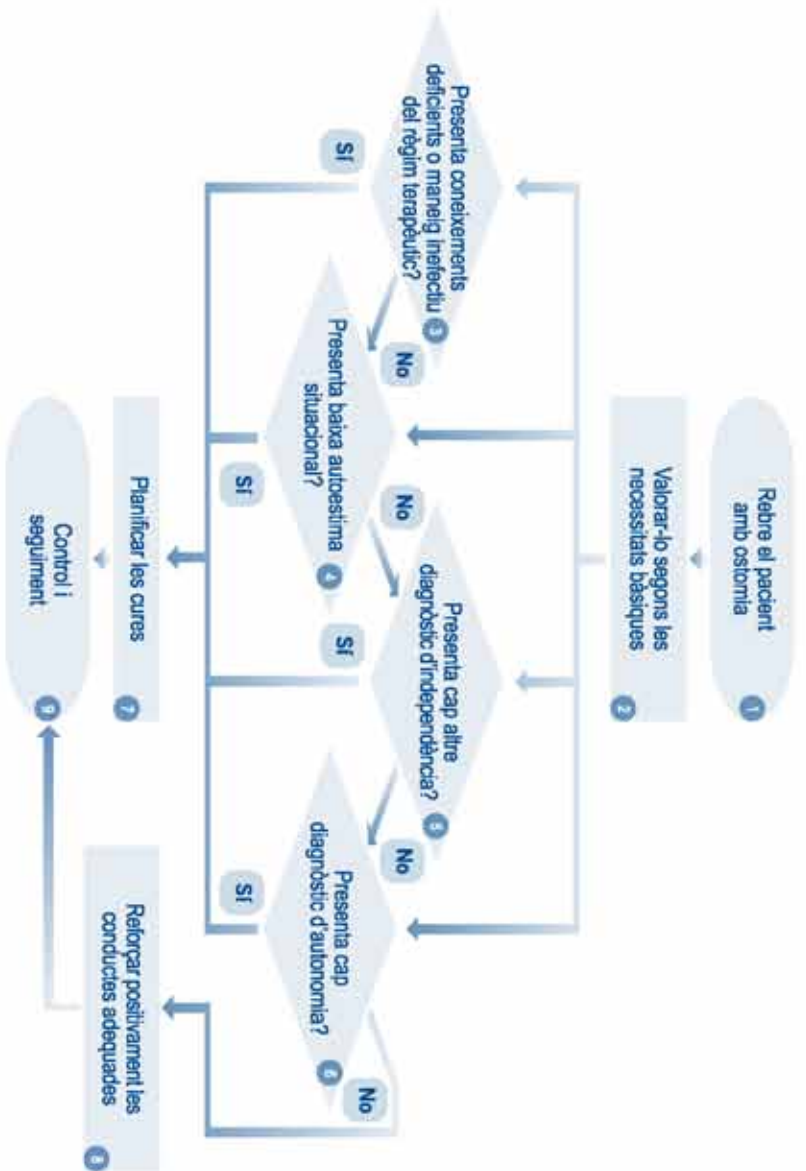 Rebre el pacient
amb ostomia
1
Valorar-lo segons les
necessitats bàsiques
2
Presenta coneixements
deficients o maneig inefectiu
del règim terapèutic?
3
Sí
No
Presenta baixa autoestima
situacional?
4
Sí
No
Presenta cap altre
diagnòstic d'independència?
5
Sí
No
Presenta cap
diagnòstic d'autonomia?
6
Sí
No
Planificar les cures
7
Reforçar positivament les
conductes adequades
8
Control i
seguiment
9